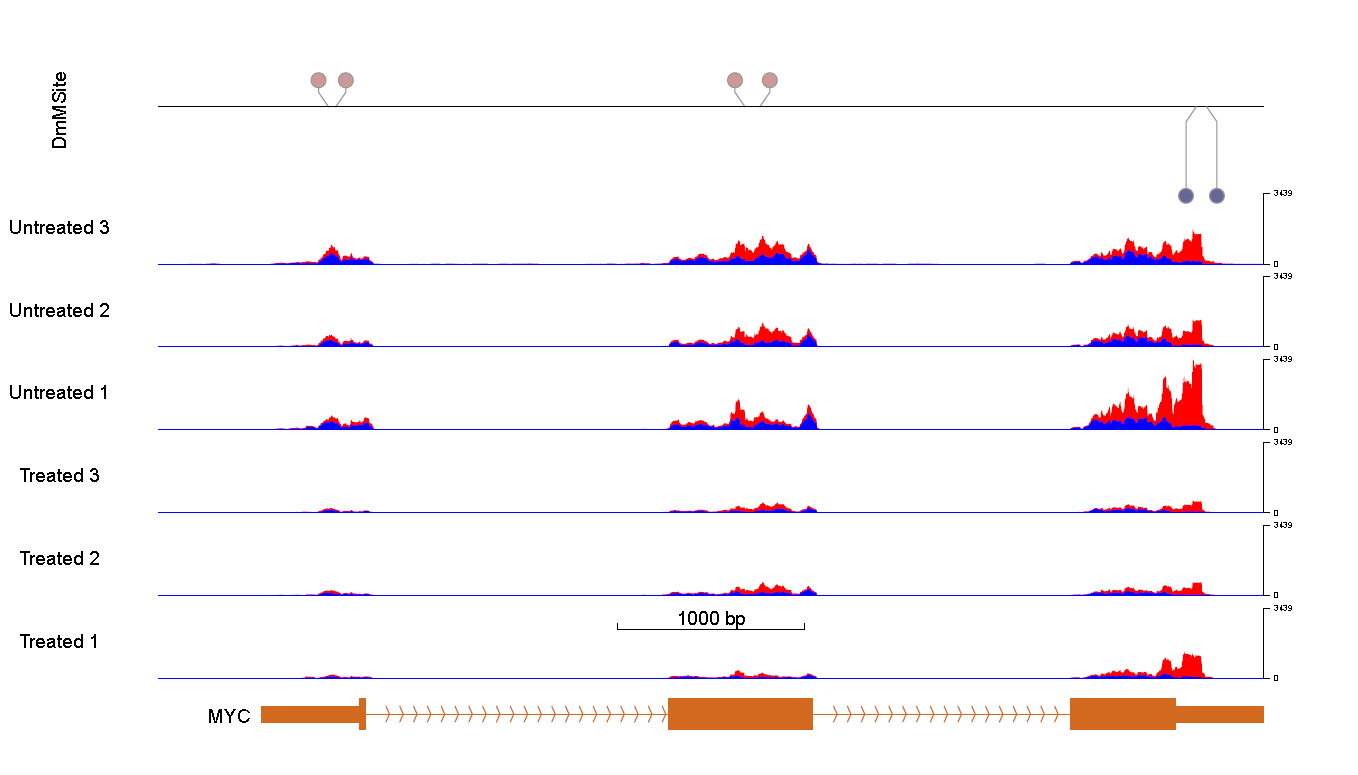 DmMSite
Untreated 3
3439
0
Untreated 2
3439
0
Untreated 1
3439
0
Treated 3
3439
0
Treated 2
3439
0
1000 bp
Treated 1
3439
0
MYC